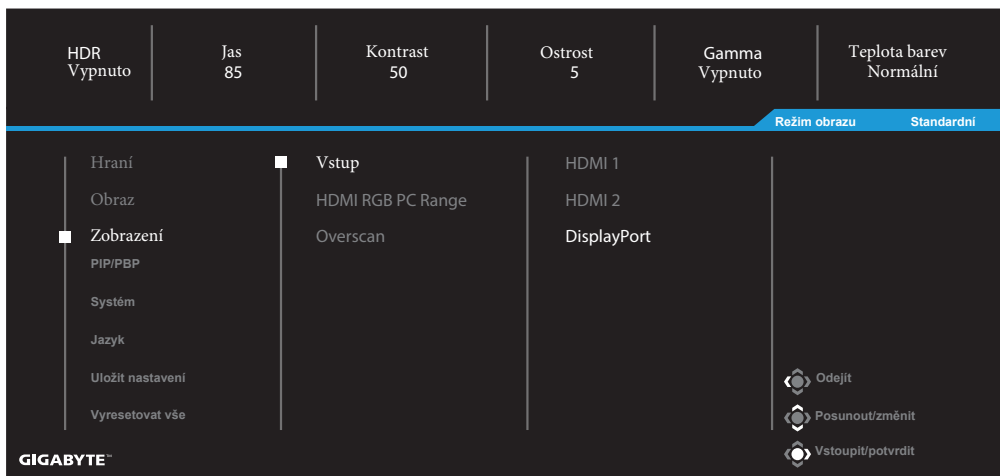 HDR
Vypnuto
Jas
85
Kontrast
50
Ostrost
5
Gamma
Vypnuto
Teplota barev
Normální
Režim obrazu Standardní
Hraní
Obraz
Zobrazení
PIP/PBP
Systém
Jazyk
Uložit nastavení
Vyresetovat vše
Vstup
HDMI RGB PC Range
Overscan
HDMI 1
HDMI 2
DisplayPort
Odejít
Posunout/změnit
Vstoupit/potvrdit
GIGABYTE™